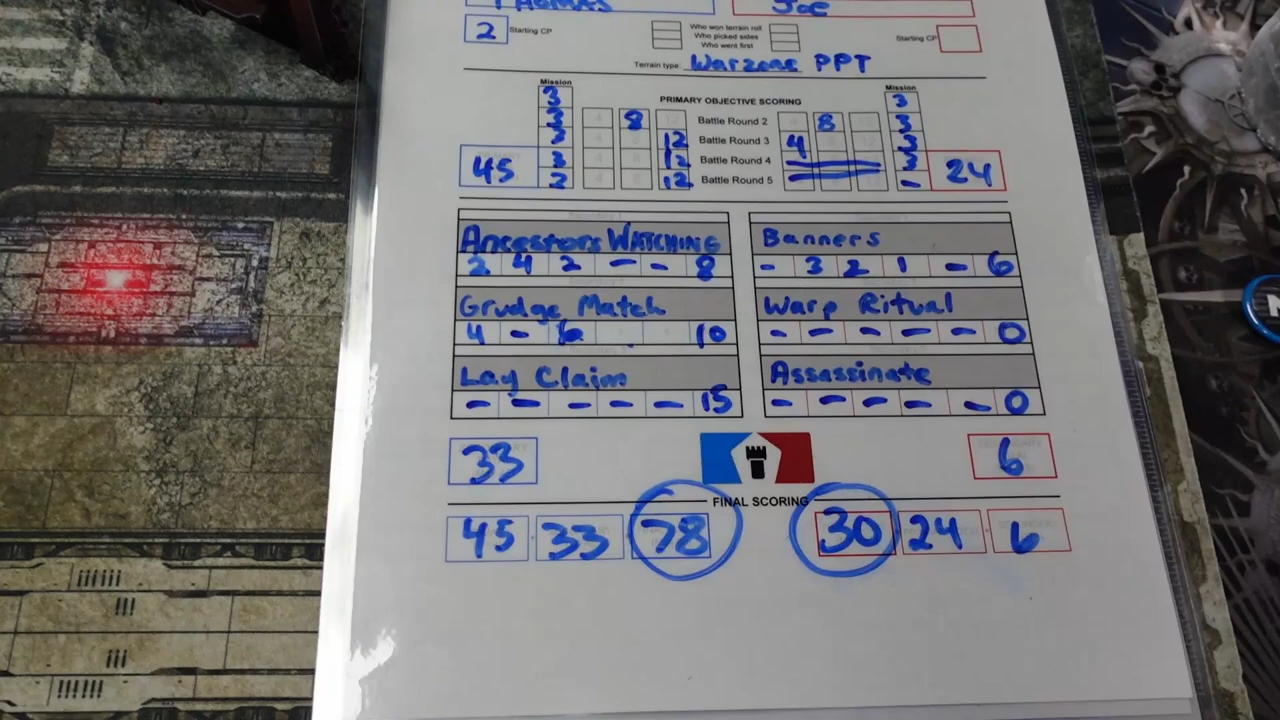 THOMAS Joe
2 Starting CP Who won terrain roll Starting CP
Who picked sides
Who went first
Terrain type: Warzone PPT
Mission Mission
3 PRIMARY OBJECTIVE SCORING 3
3 8 Battle Round 2 8 3
3 12 Battle Round 3 4 3
45 3 12 Battle Round 4 3 24
2 12 Battle Round 5 -
Ancestors WATCHING Banners
2 4 2 - - 8 - 3 2 1 - 6
Grudge Match Warp Ritual
4 - 6 10 - - - - - 0
Lay Claim Assassinate
- - - - - 15 - - - - - 0
33 6
FINAL SCORING
45 33 78 30 24 6